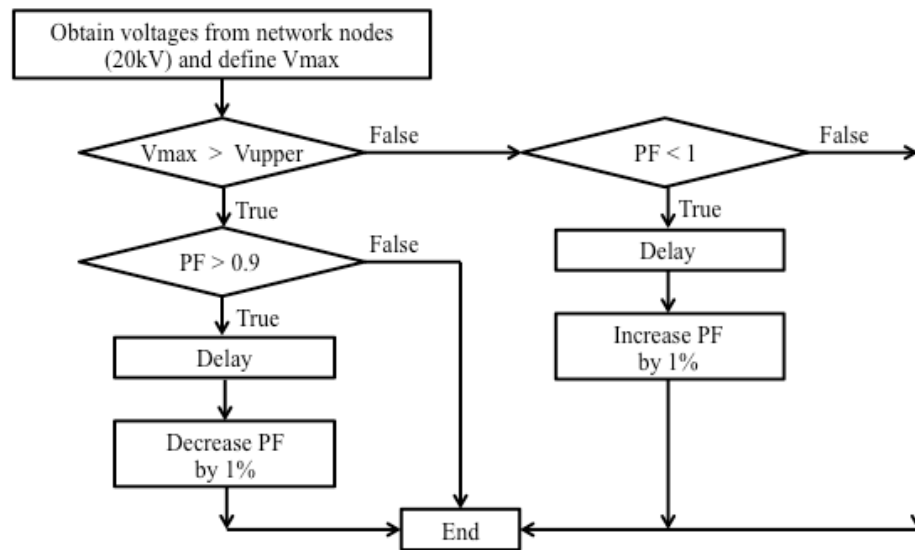 Obtain voltages from network nodes
(20kV) and define Vmax
Vmax > Vupper
False
PF < 1
False
True
True
PF > 0.9
False
Delay
True
Delay
Increase PF
by 1%
Decrease PF
by 1%
End